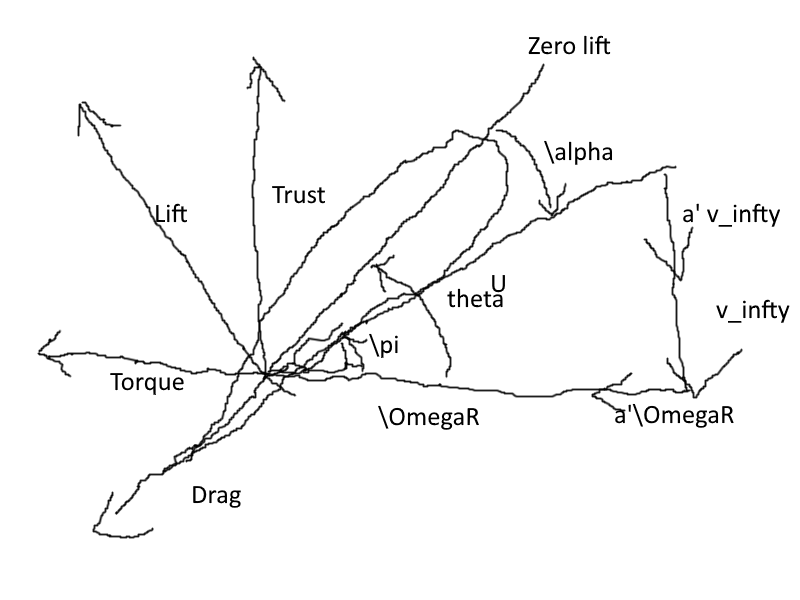 Zero lift
\alpha
Trust
Lift
a' v_infty
U
theta
v_infty
\pi
Torque
\OmegaR
a'\OmegaR
Drag